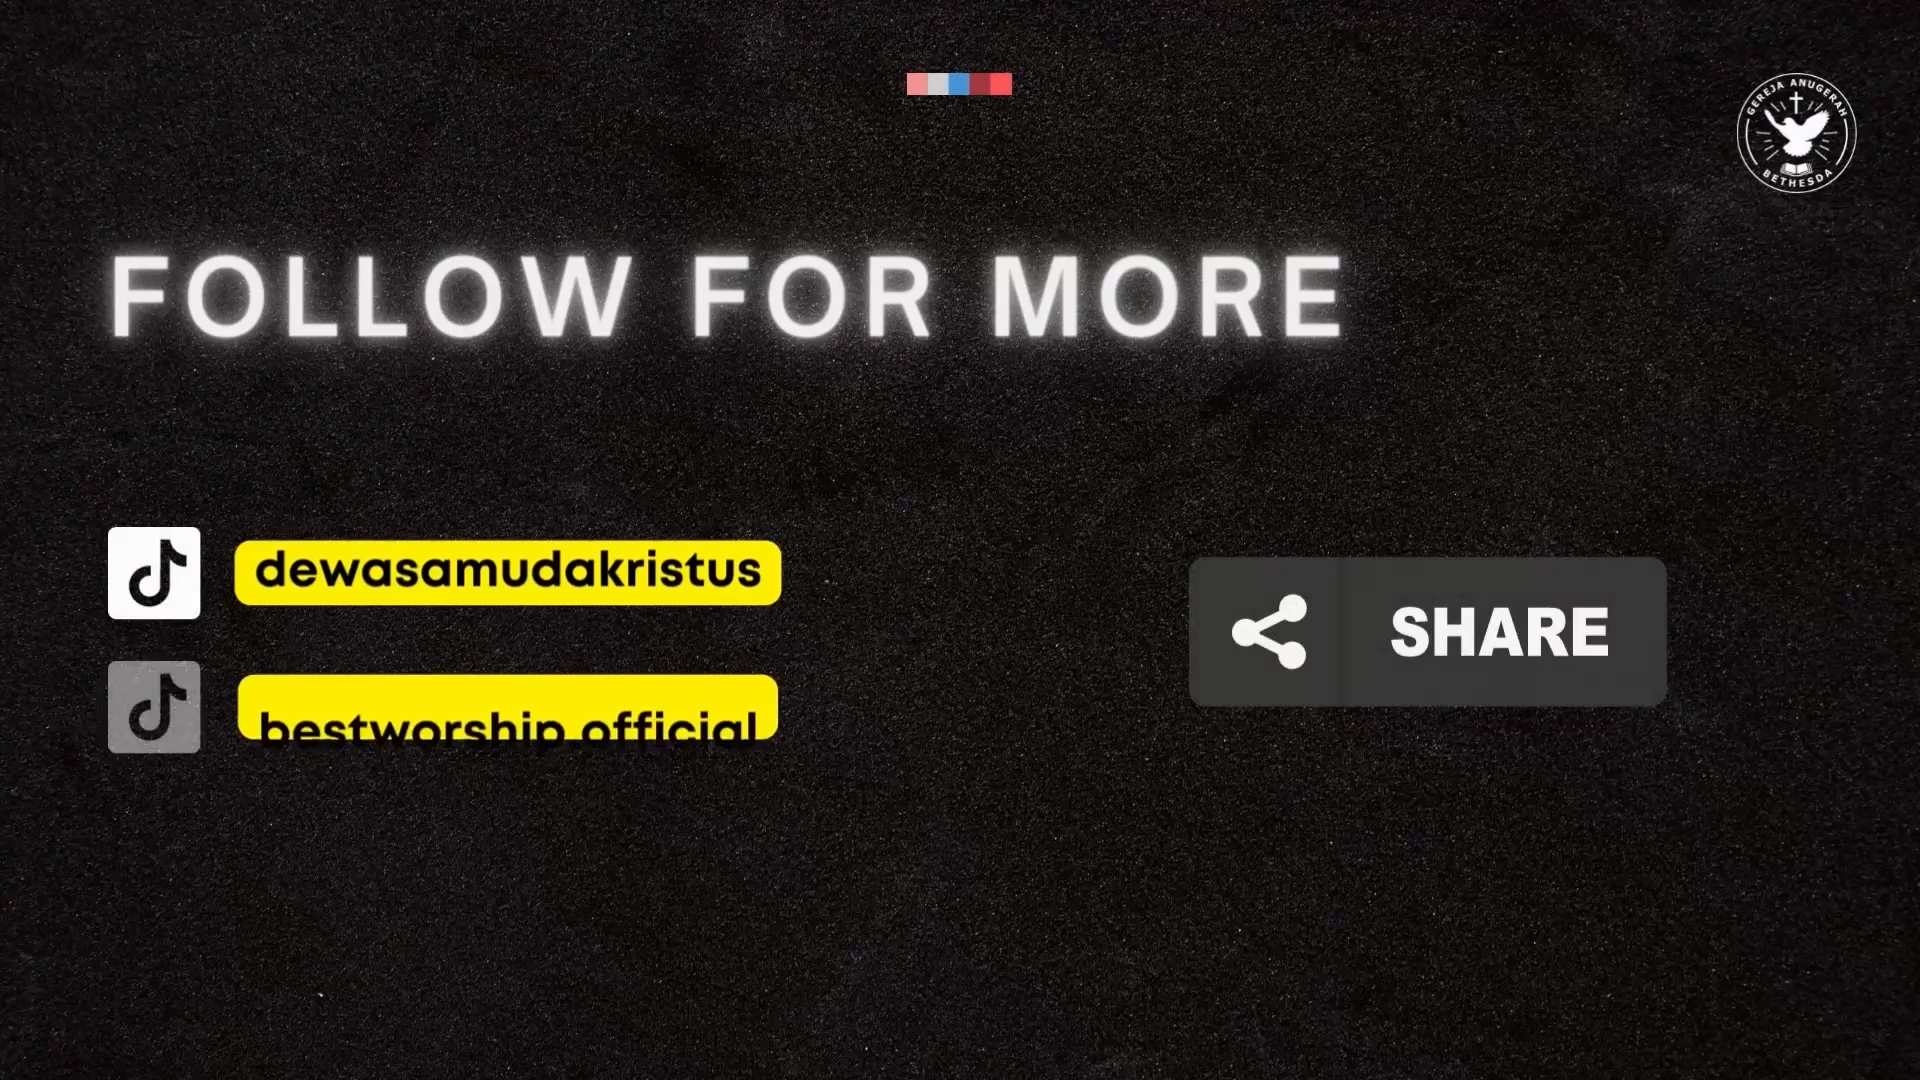 GEREJA ANUGERAH
BETHESDA
FOLLOW FOR MORE
dewasamudakristus
bestworship.official
SHARE